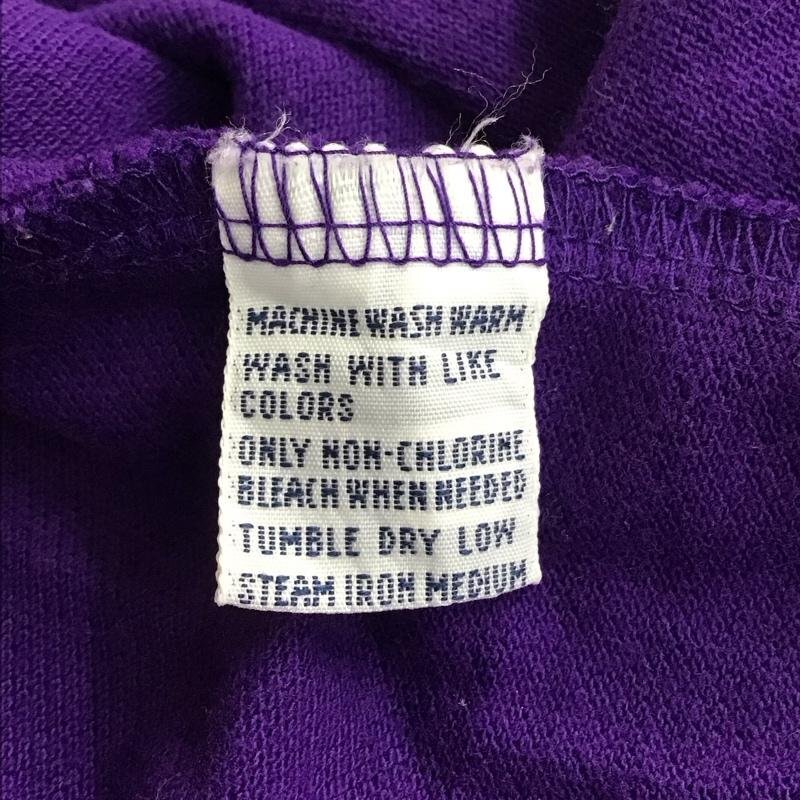 MACHINE WASH WARM
WASH WITH LIKE
COLORS
ONLY NON-CHLORINE
BLEACH WHEN NEEDED
TUMBLE DRY LOW
STEAM IRON MEDIUM